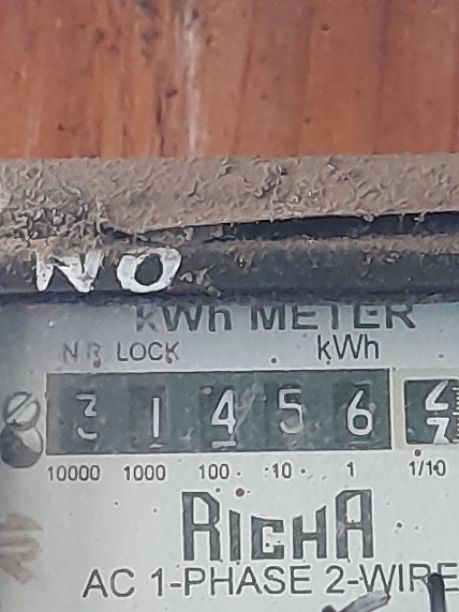 NO
kWh METER
N R LOCK kWh
3 1 4 5 6
10000 1000 100 10 1 1/10
RICHA
AC 1-PHASE 2-WIRE